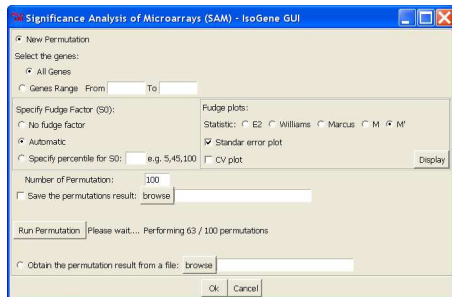 Significance Analysis of Microarrays (SAM) - IsoGene GUI
New Permutation
Select the genes:
All Genes
Genes Range From To
Specify Fudge Factor (S0):
No fudge factor
Automatic
Specify percentile for S0: e.g. 5,45,100
Fudge plots:
Statistic: E2 Williams Marcus M M'
Standar error plot
CV plot
Display
Number of Permutation: 100
Save the permutations result: browse
Run Permutation Please wait.... Performing 63 / 100 permutations
Obtain the permutation result from a file: browse
Ok Cancel